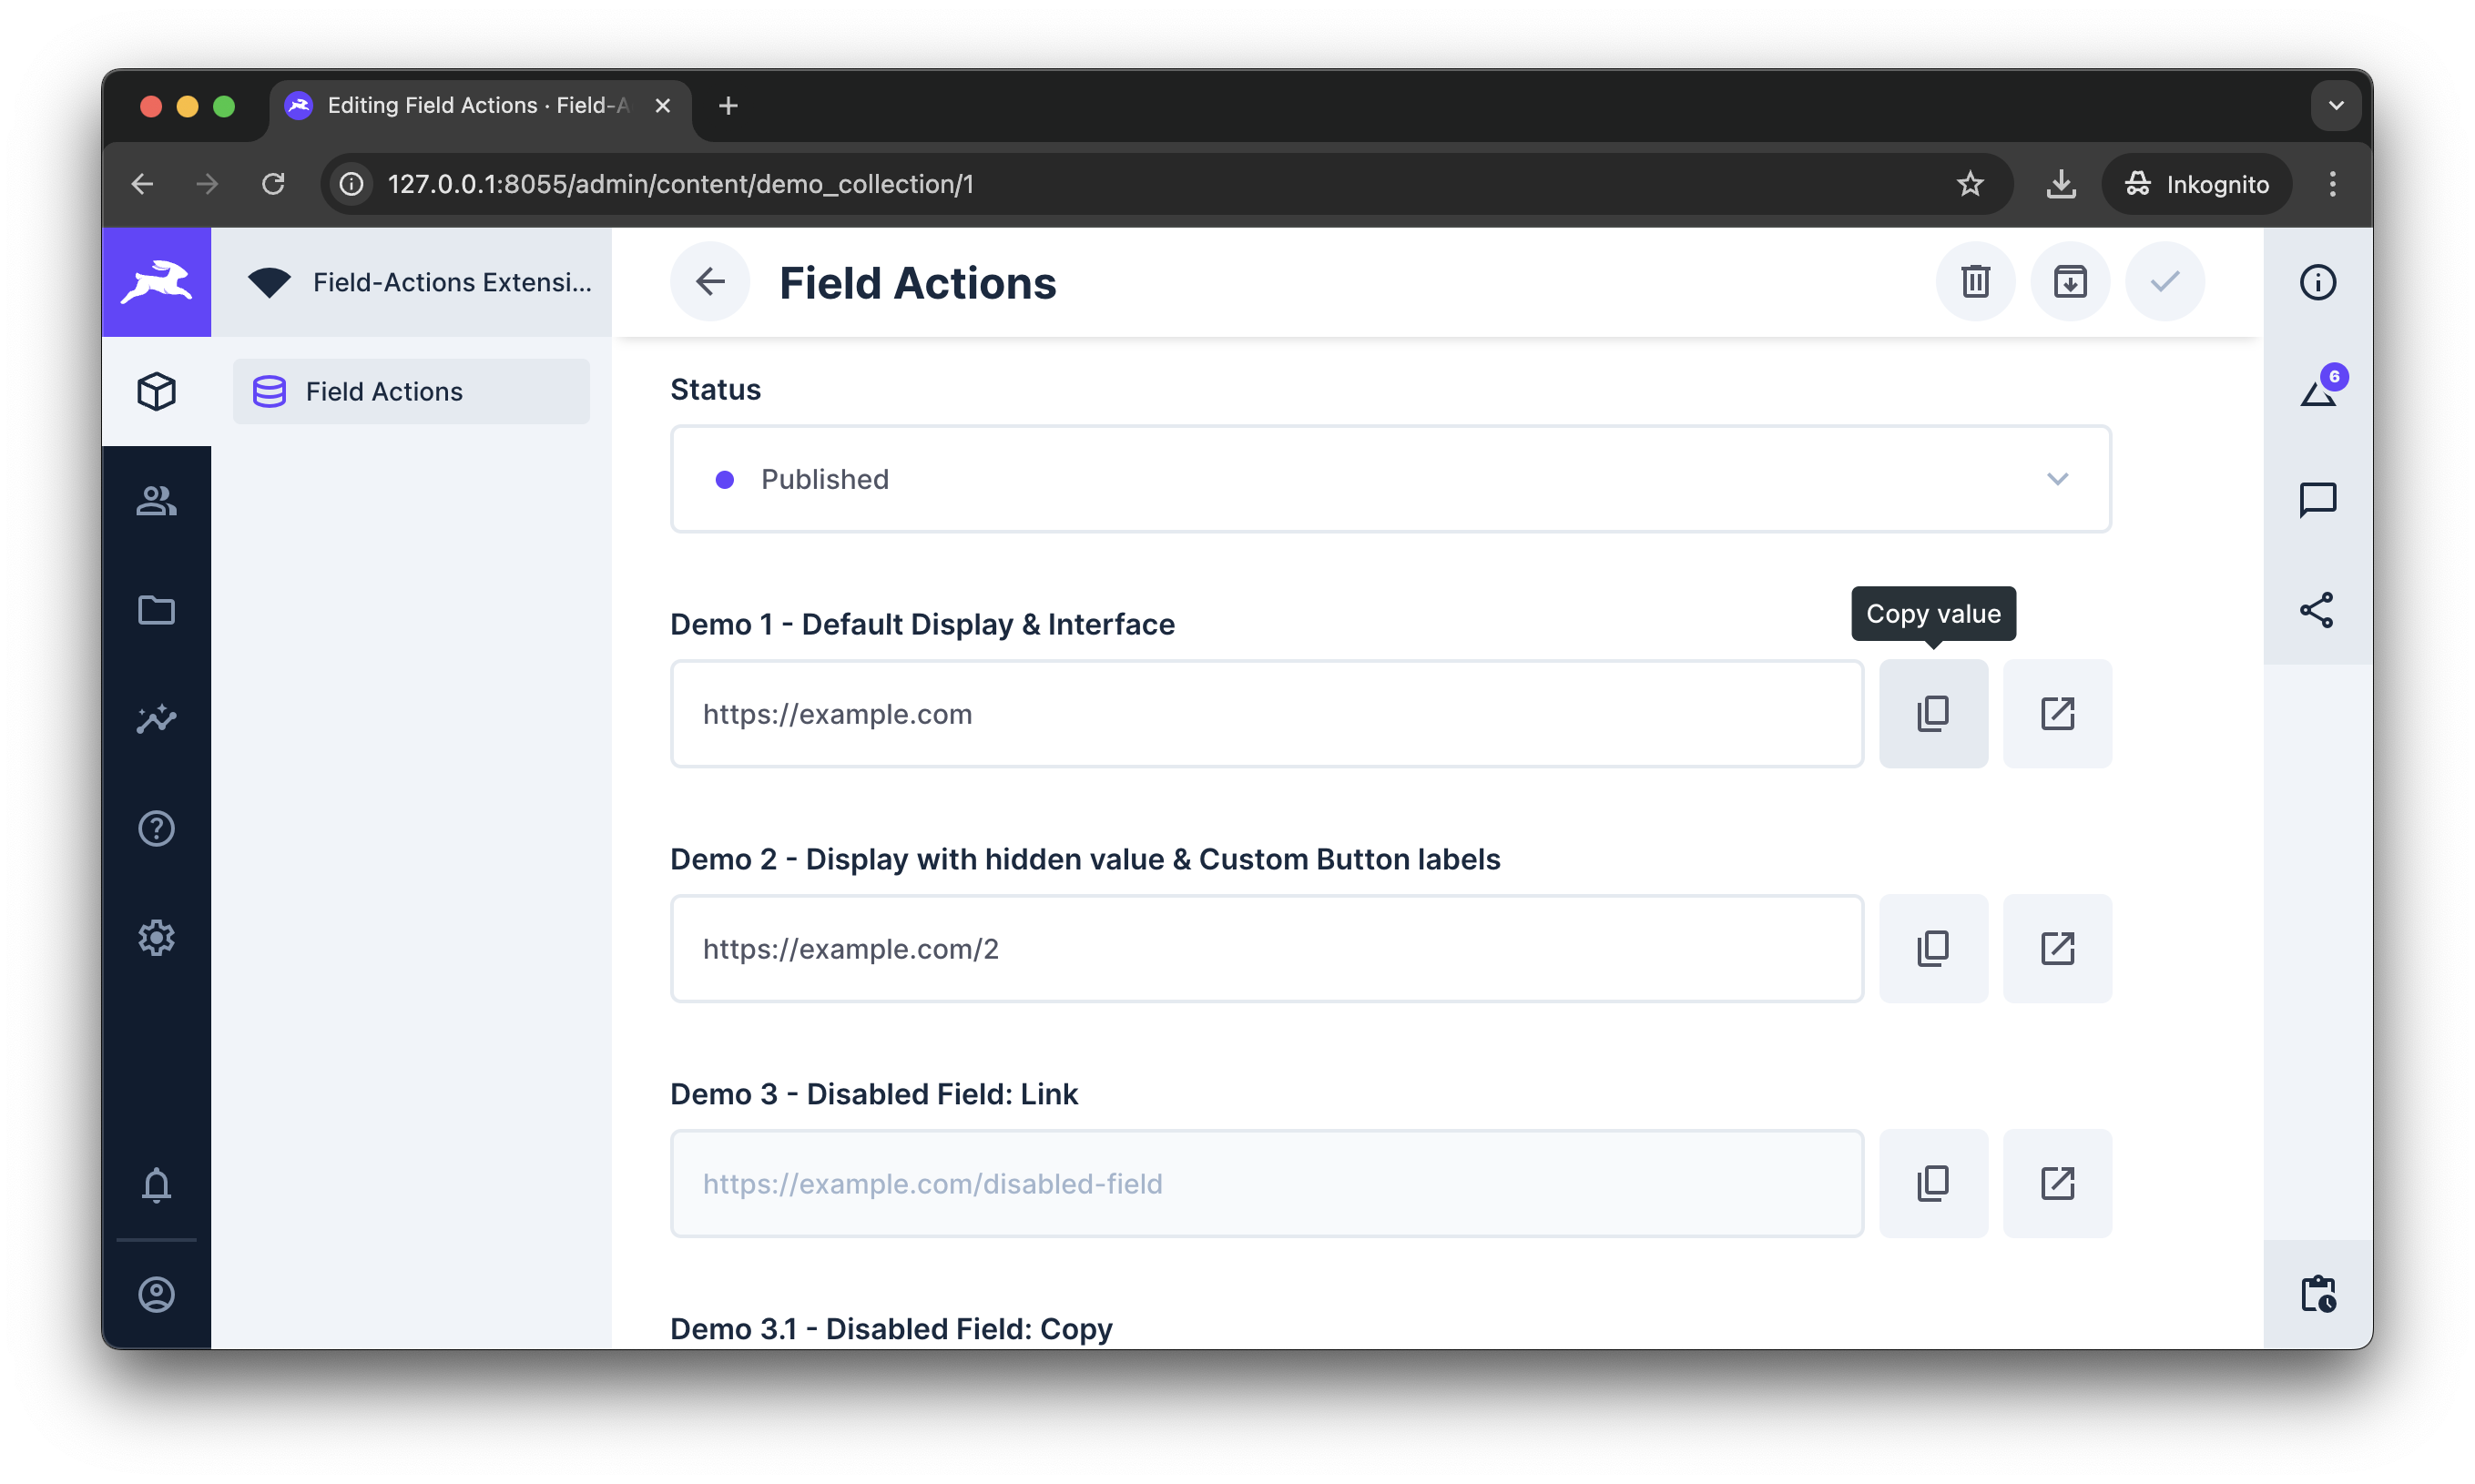 Editing Field Actions · Field-A
127.0.0.1:8055/admin/content/demo_collection/1
Inkognito
Field-Actions Extensi...
Field Actions
Field Actions
6
Status
Published
Copy value
Demo 1 - Default Display & Interface
https://example.com
Demo 2 - Display with hidden value & Custom Button labels
https://example.com/2
Demo 3 - Disabled Field: Link
https://example.com/disabled-field
Demo 3.1 - Disabled Field: Copy